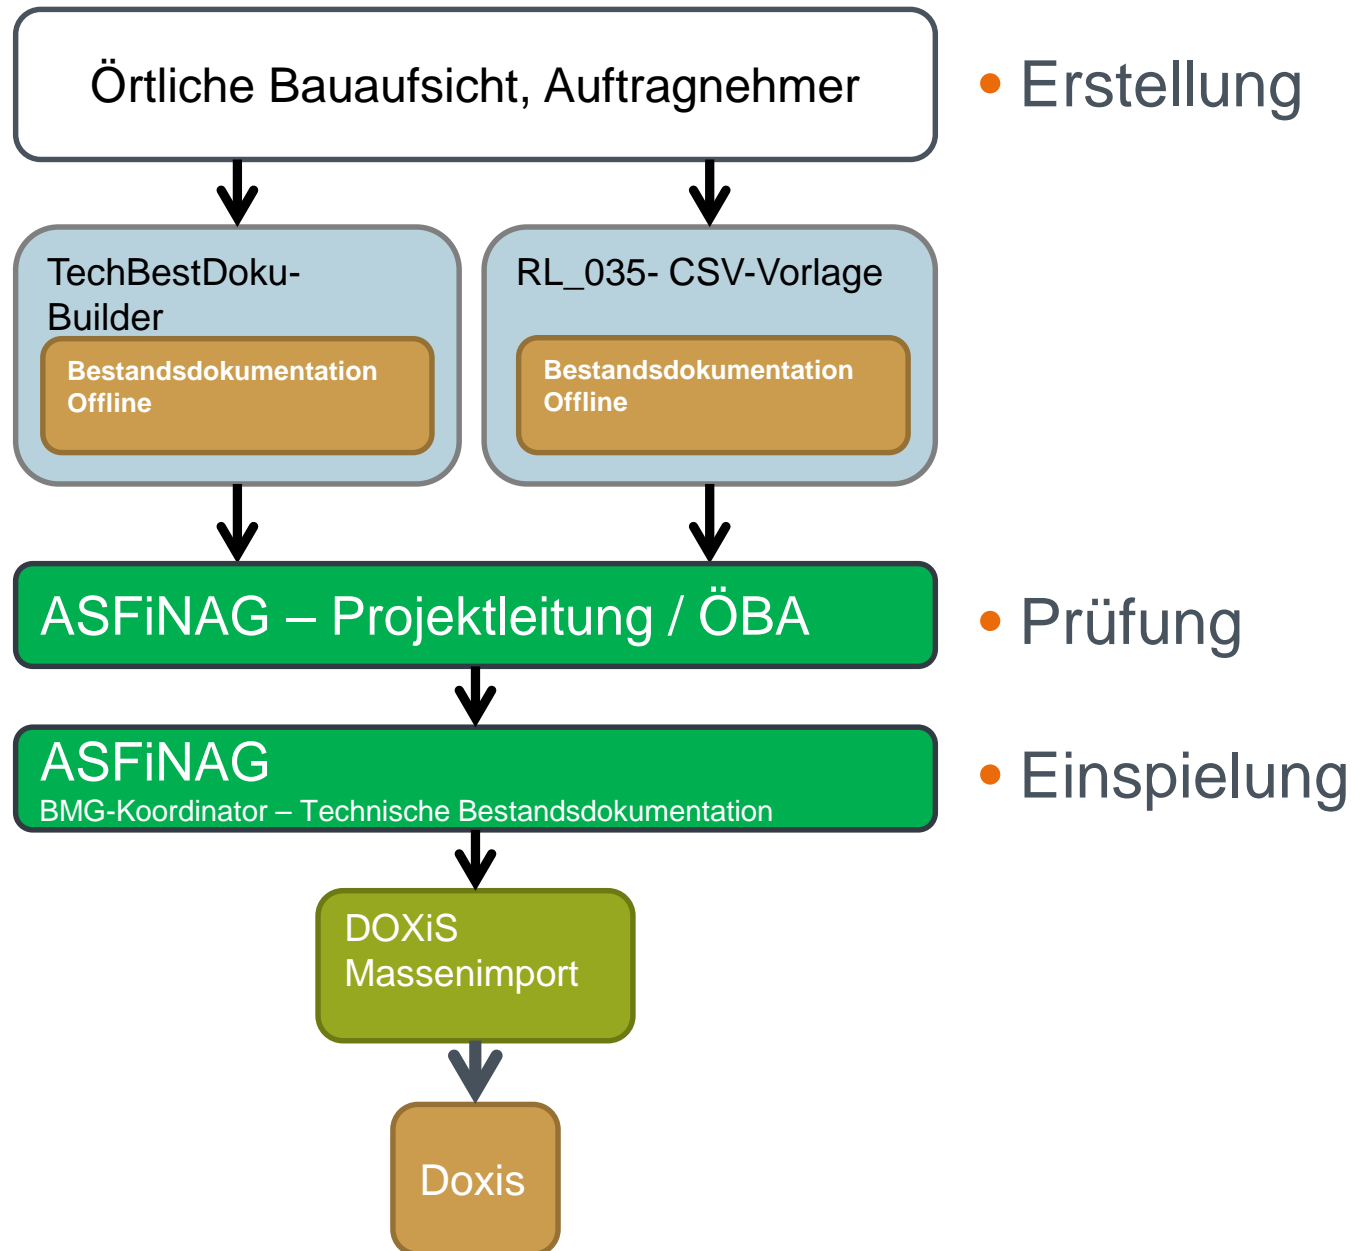 Örtliche Bauaufsicht, Auftragnehmer
• Erstellung
TechBestDoku-
Builder
Bestandsdokumentation
Offline
RL_035- CSV-Vorlage
Bestandsdokumentation
Offline
ASFiNAG – Projektleitung / ÖBA
• Prüfung
ASFiNAG
BMG-Koordinator – Technische Bestandsdokumentation
• Einspielung
DOXiS
Massenimport
Doxis